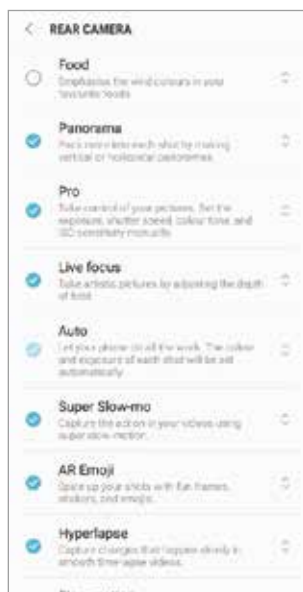 REAR CAMERA
Food
Emphasise the vivid colours in your
favourite foods.
Panorama
Pack more into each shot by making
vertical or horizontal panoramas.
Pro
Take control of your pictures. Set the
exposure, shutter speed, colour tone, and
ISO sensitivity manually.
Live focus
Take artistic pictures by adjusting the depth
of field.
Auto
Let your phone do all the work. The colour
and exposure of each shot will be set
automatically.
Super Slow-mo
Capture the action in your videos using
super slow-motion.
AR Emoji
Spice up your shots with fun frames,
stickers, and emojis.
Hyperlapse
Capture changes that happen slowly in
smooth time-lapse videos.